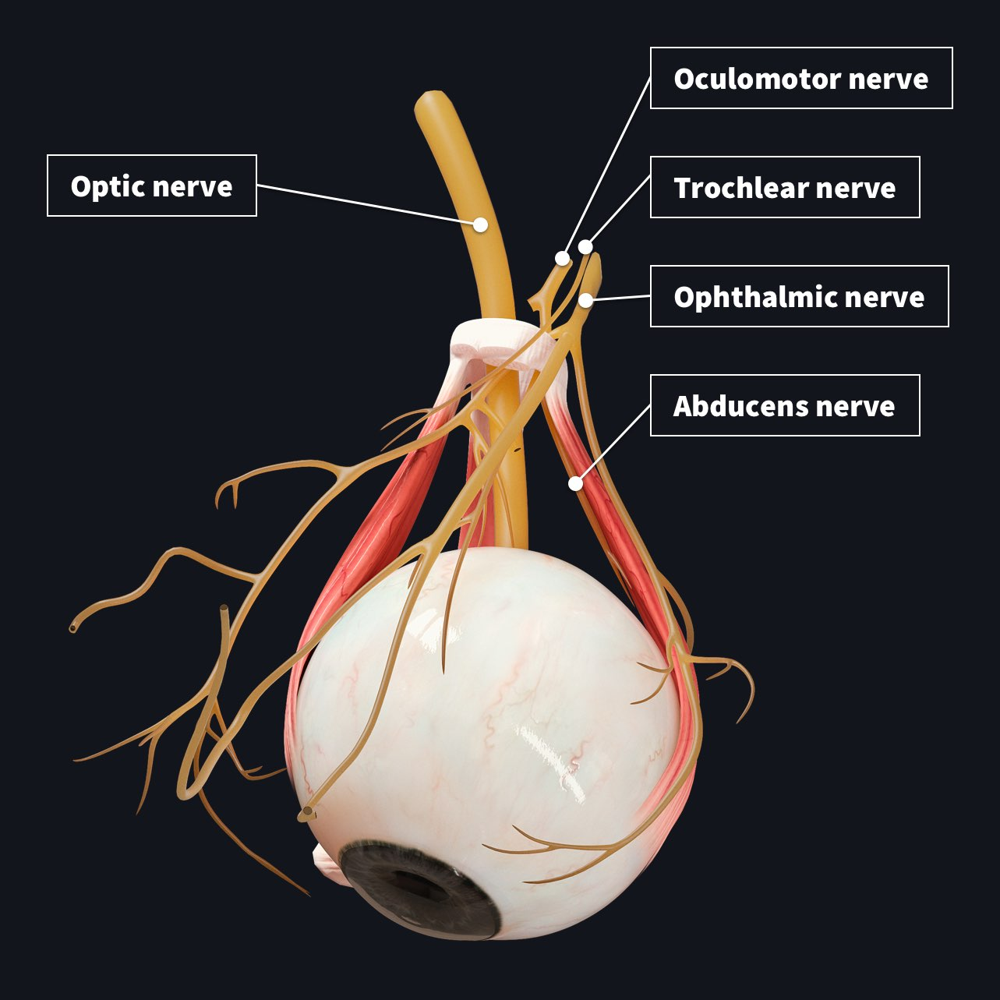 Oculomotor nerve
Optic nerve
Trochlear nerve
Ophthalmic nerve
Abducens nerve